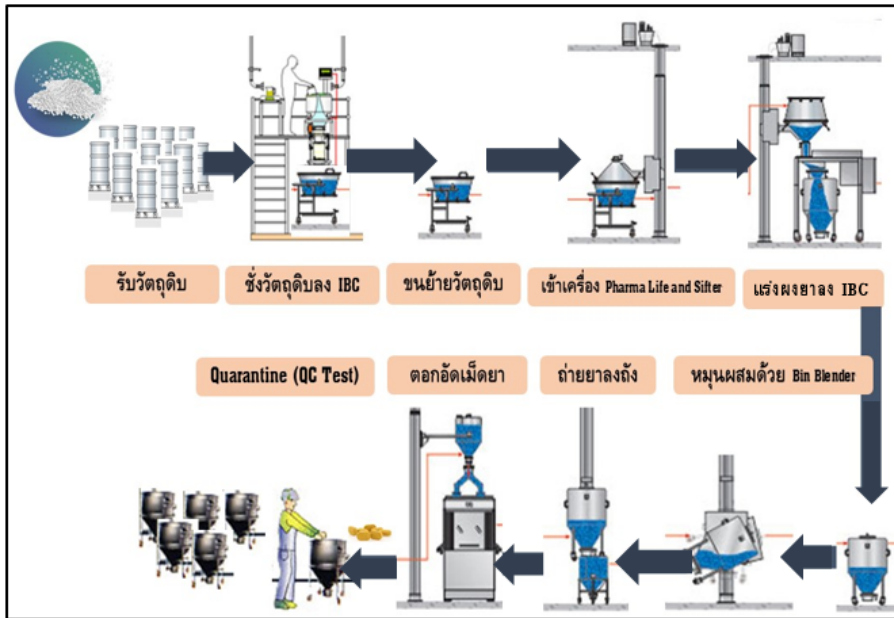 รับวัตถุดิบ
ชั่งวัตถุดิบลง IBC
ขนย้ายวัตถุดิบ
เข้าเครื่อง Pharma Life and Sifter
แร่งผงยาลง IBC
Quarantine (QC Test)
ตอกอัดเม็ดยา
ถ่ายยาลงถัง
หมุนผสมด้วย Bin Blender